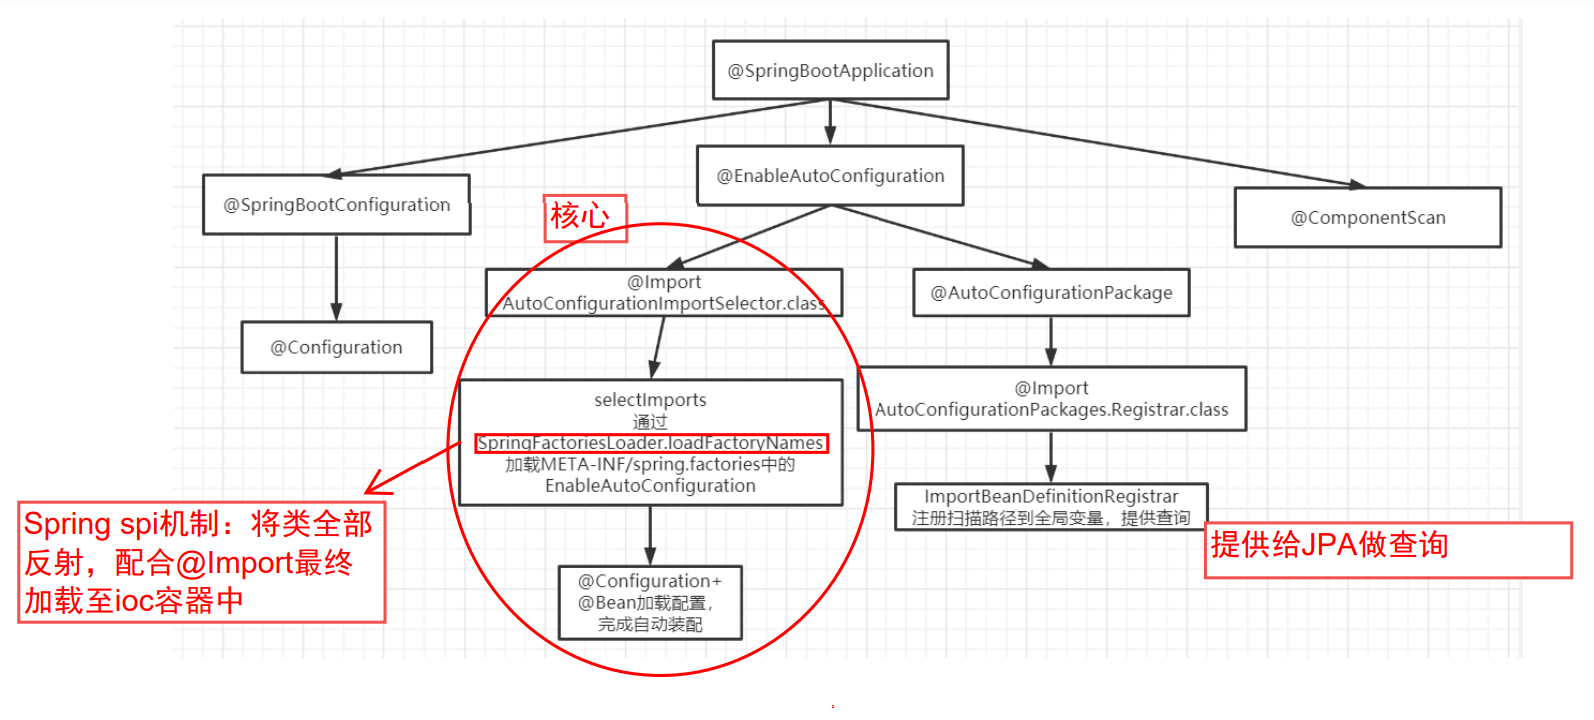 @SpringBootApplication
@EnableAutoConfiguration
@SpringBootConfiguration
@ComponentScan
核心
@Import
AutoConfigurationImportSelector.class
@AutoConfigurationPackage
@Configuration
selectImports
通过
SpringFactoriesLoader.loadFactoryNames
加载META-INF/spring.factories中的
EnableAutoConfiguration
@Import
AutoConfigurationPackages.Registrar.class
ImportBeanDefinitionRegistrar
注册扫描路径到全局变量，提供查询
Spring spi机制：将类全部
反射，配合@Import最终
加载至ioc容器中
提供给JPA做查询
@Configuration+
@Bean加载配置，
完成自动装配